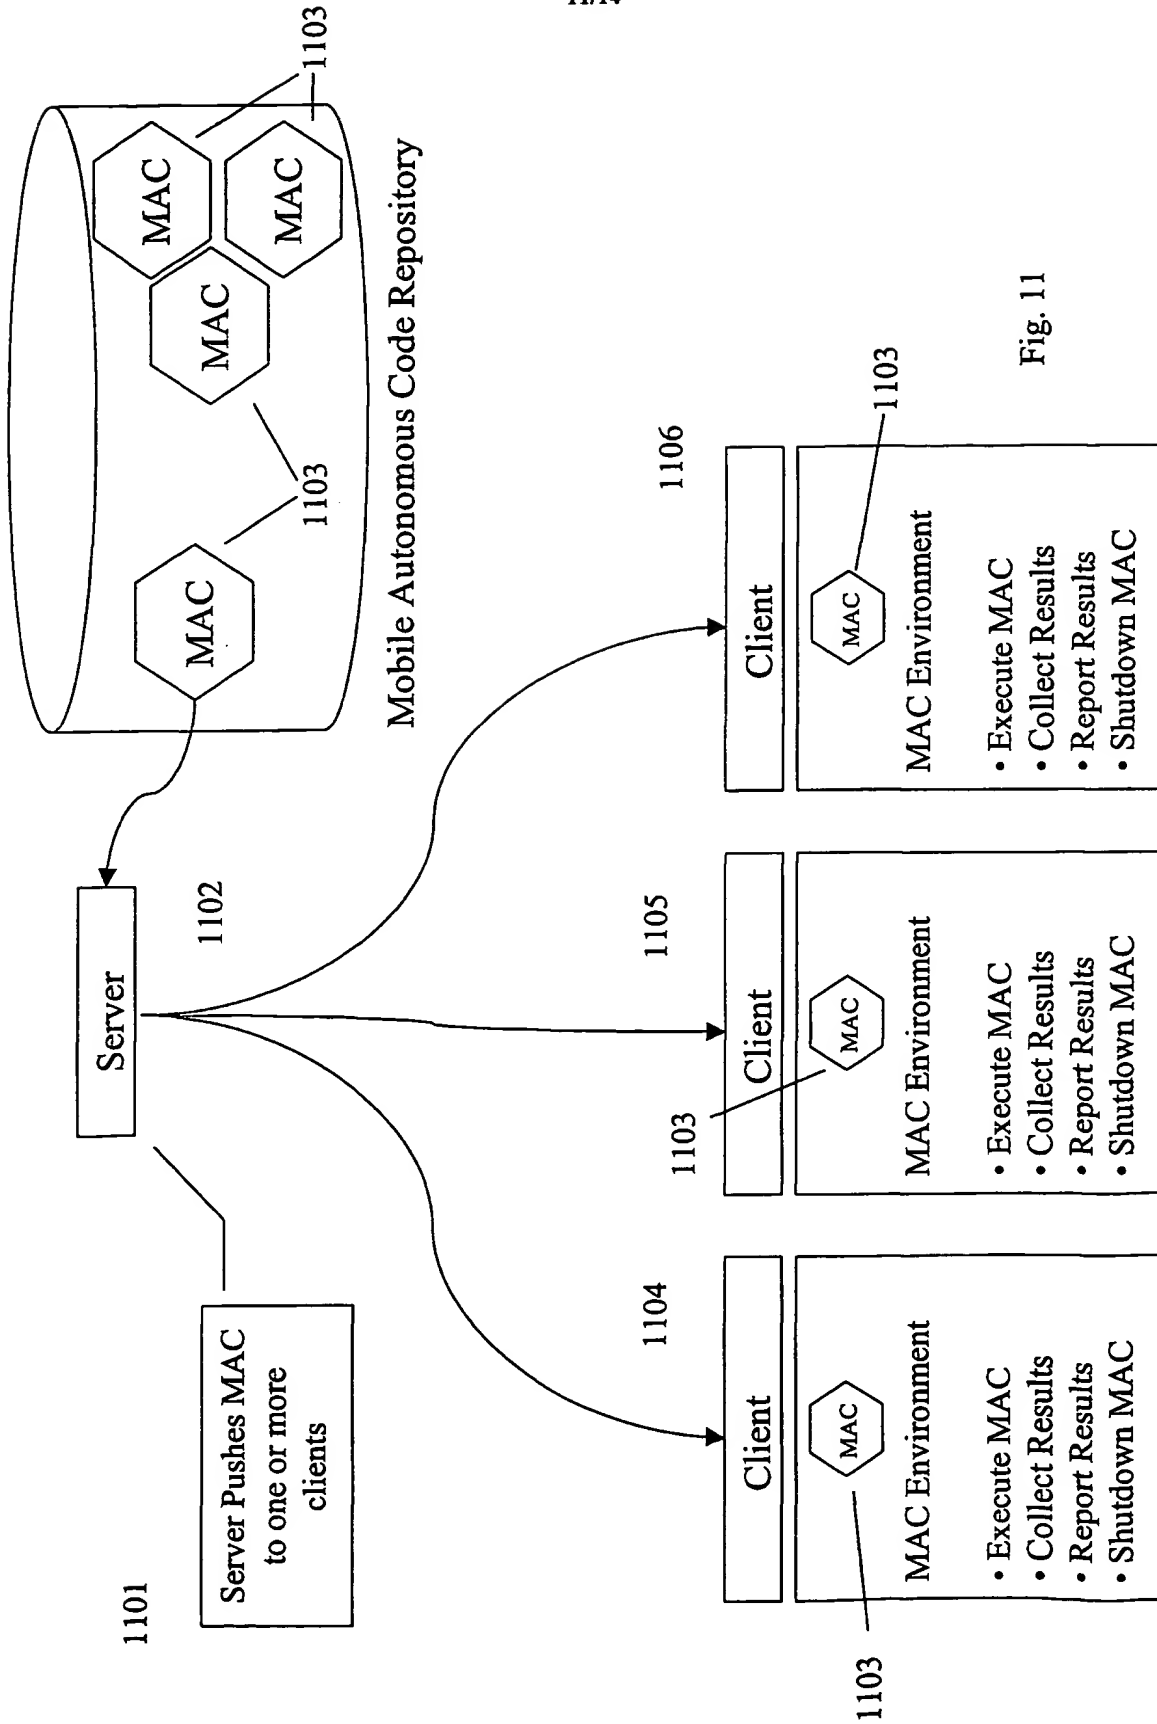 11/14
Server
1102
1103
MAC
MAC
MAC
MAC
1103
Mobile Autonomous Code Repository
1101
Server Pushes MAC
to one or more
clients
1104
Client
1103
MAC
MAC Environment
• Execute MAC
• Collect Results
• Report Results
• Shutdown MAC
1105
Client
1103
MAC
MAC Environment
• Execute MAC
• Collect Results
• Report Results
• Shutdown MAC
1106
Client
1103
MAC
MAC Environment
• Execute MAC
• Collect Results
• Report Results
• Shutdown MAC
Fig. 11